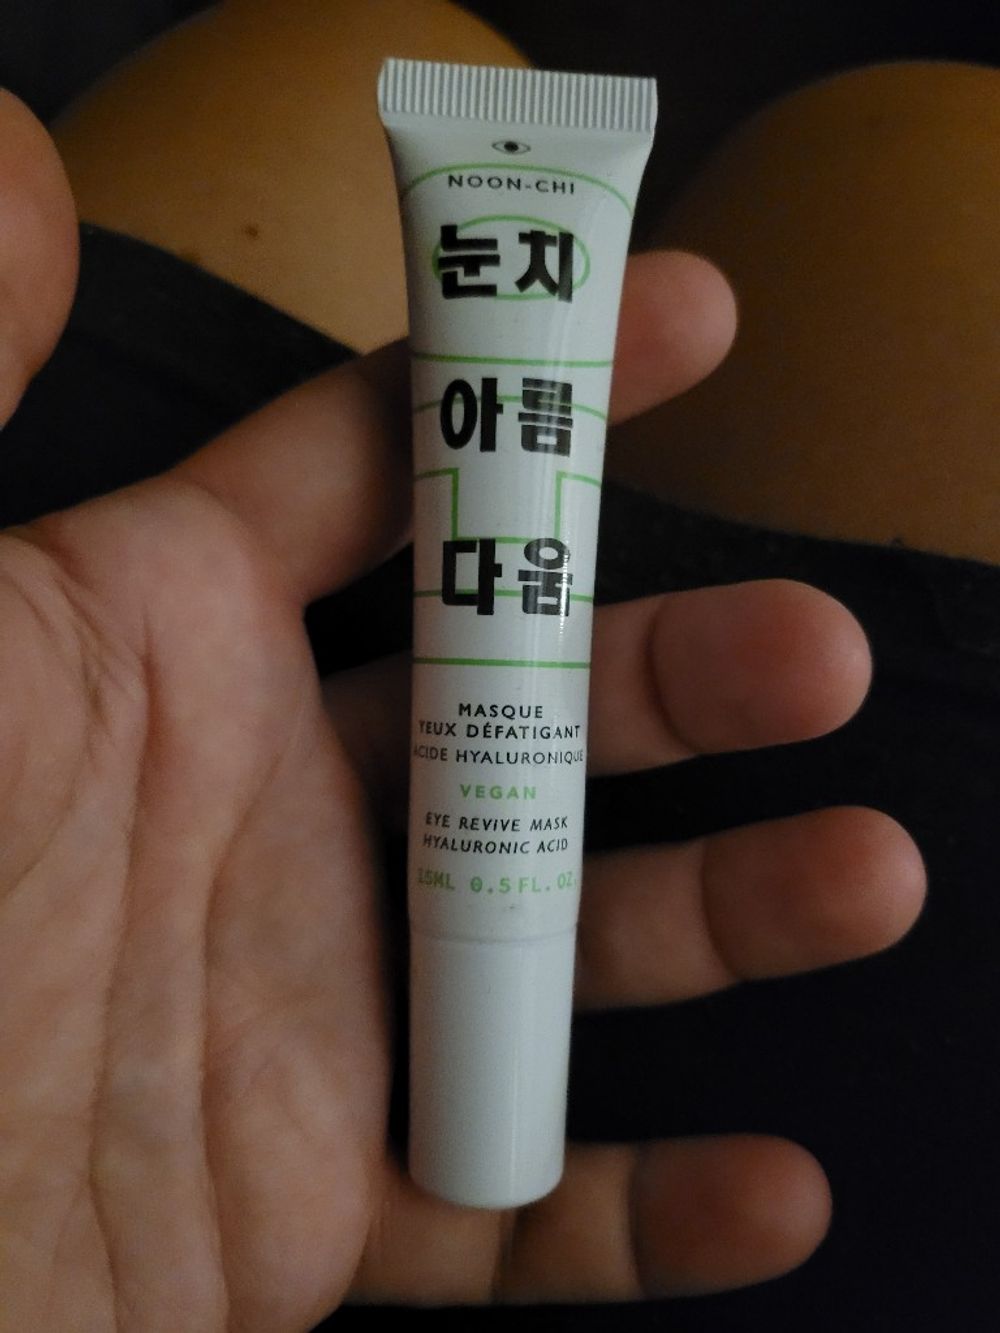 NOON-CHI
눈치
아름
다움
MASQUE
YEUX DÉFATIGANT
ACIDE HYALURONIQUE
VEGAN
EYE REVIVE MASK
HYALURONIC ACID
15ML 0.5 FL. OZ.